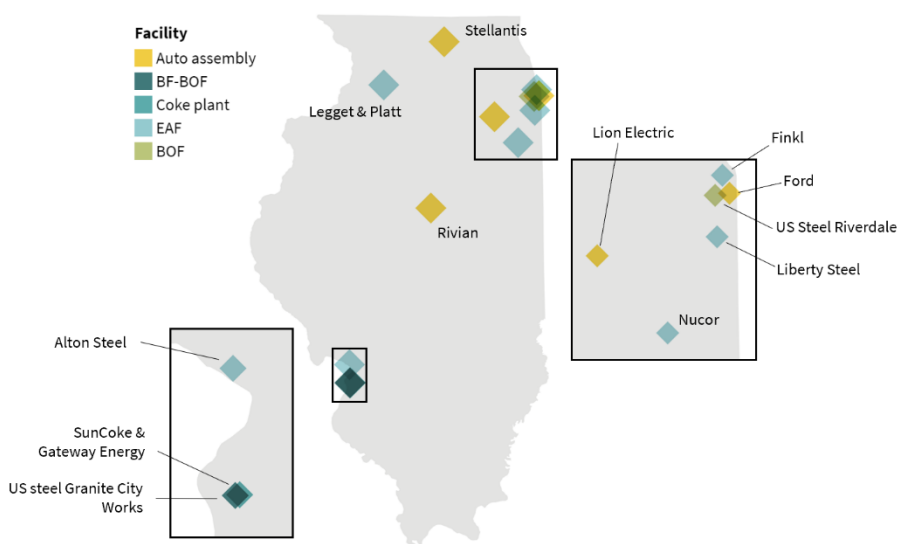 Facility
Auto assembly
BF-BOF
Coke plant
EAF
BOF
Stellantis
Legget & Platt
Rivian
Lion Electric
Finkl
Ford
US Steel Riverdale
Liberty Steel
Nucor
Alton Steel
SunCoke &
Gateway Energy
US steel Granite City
Works